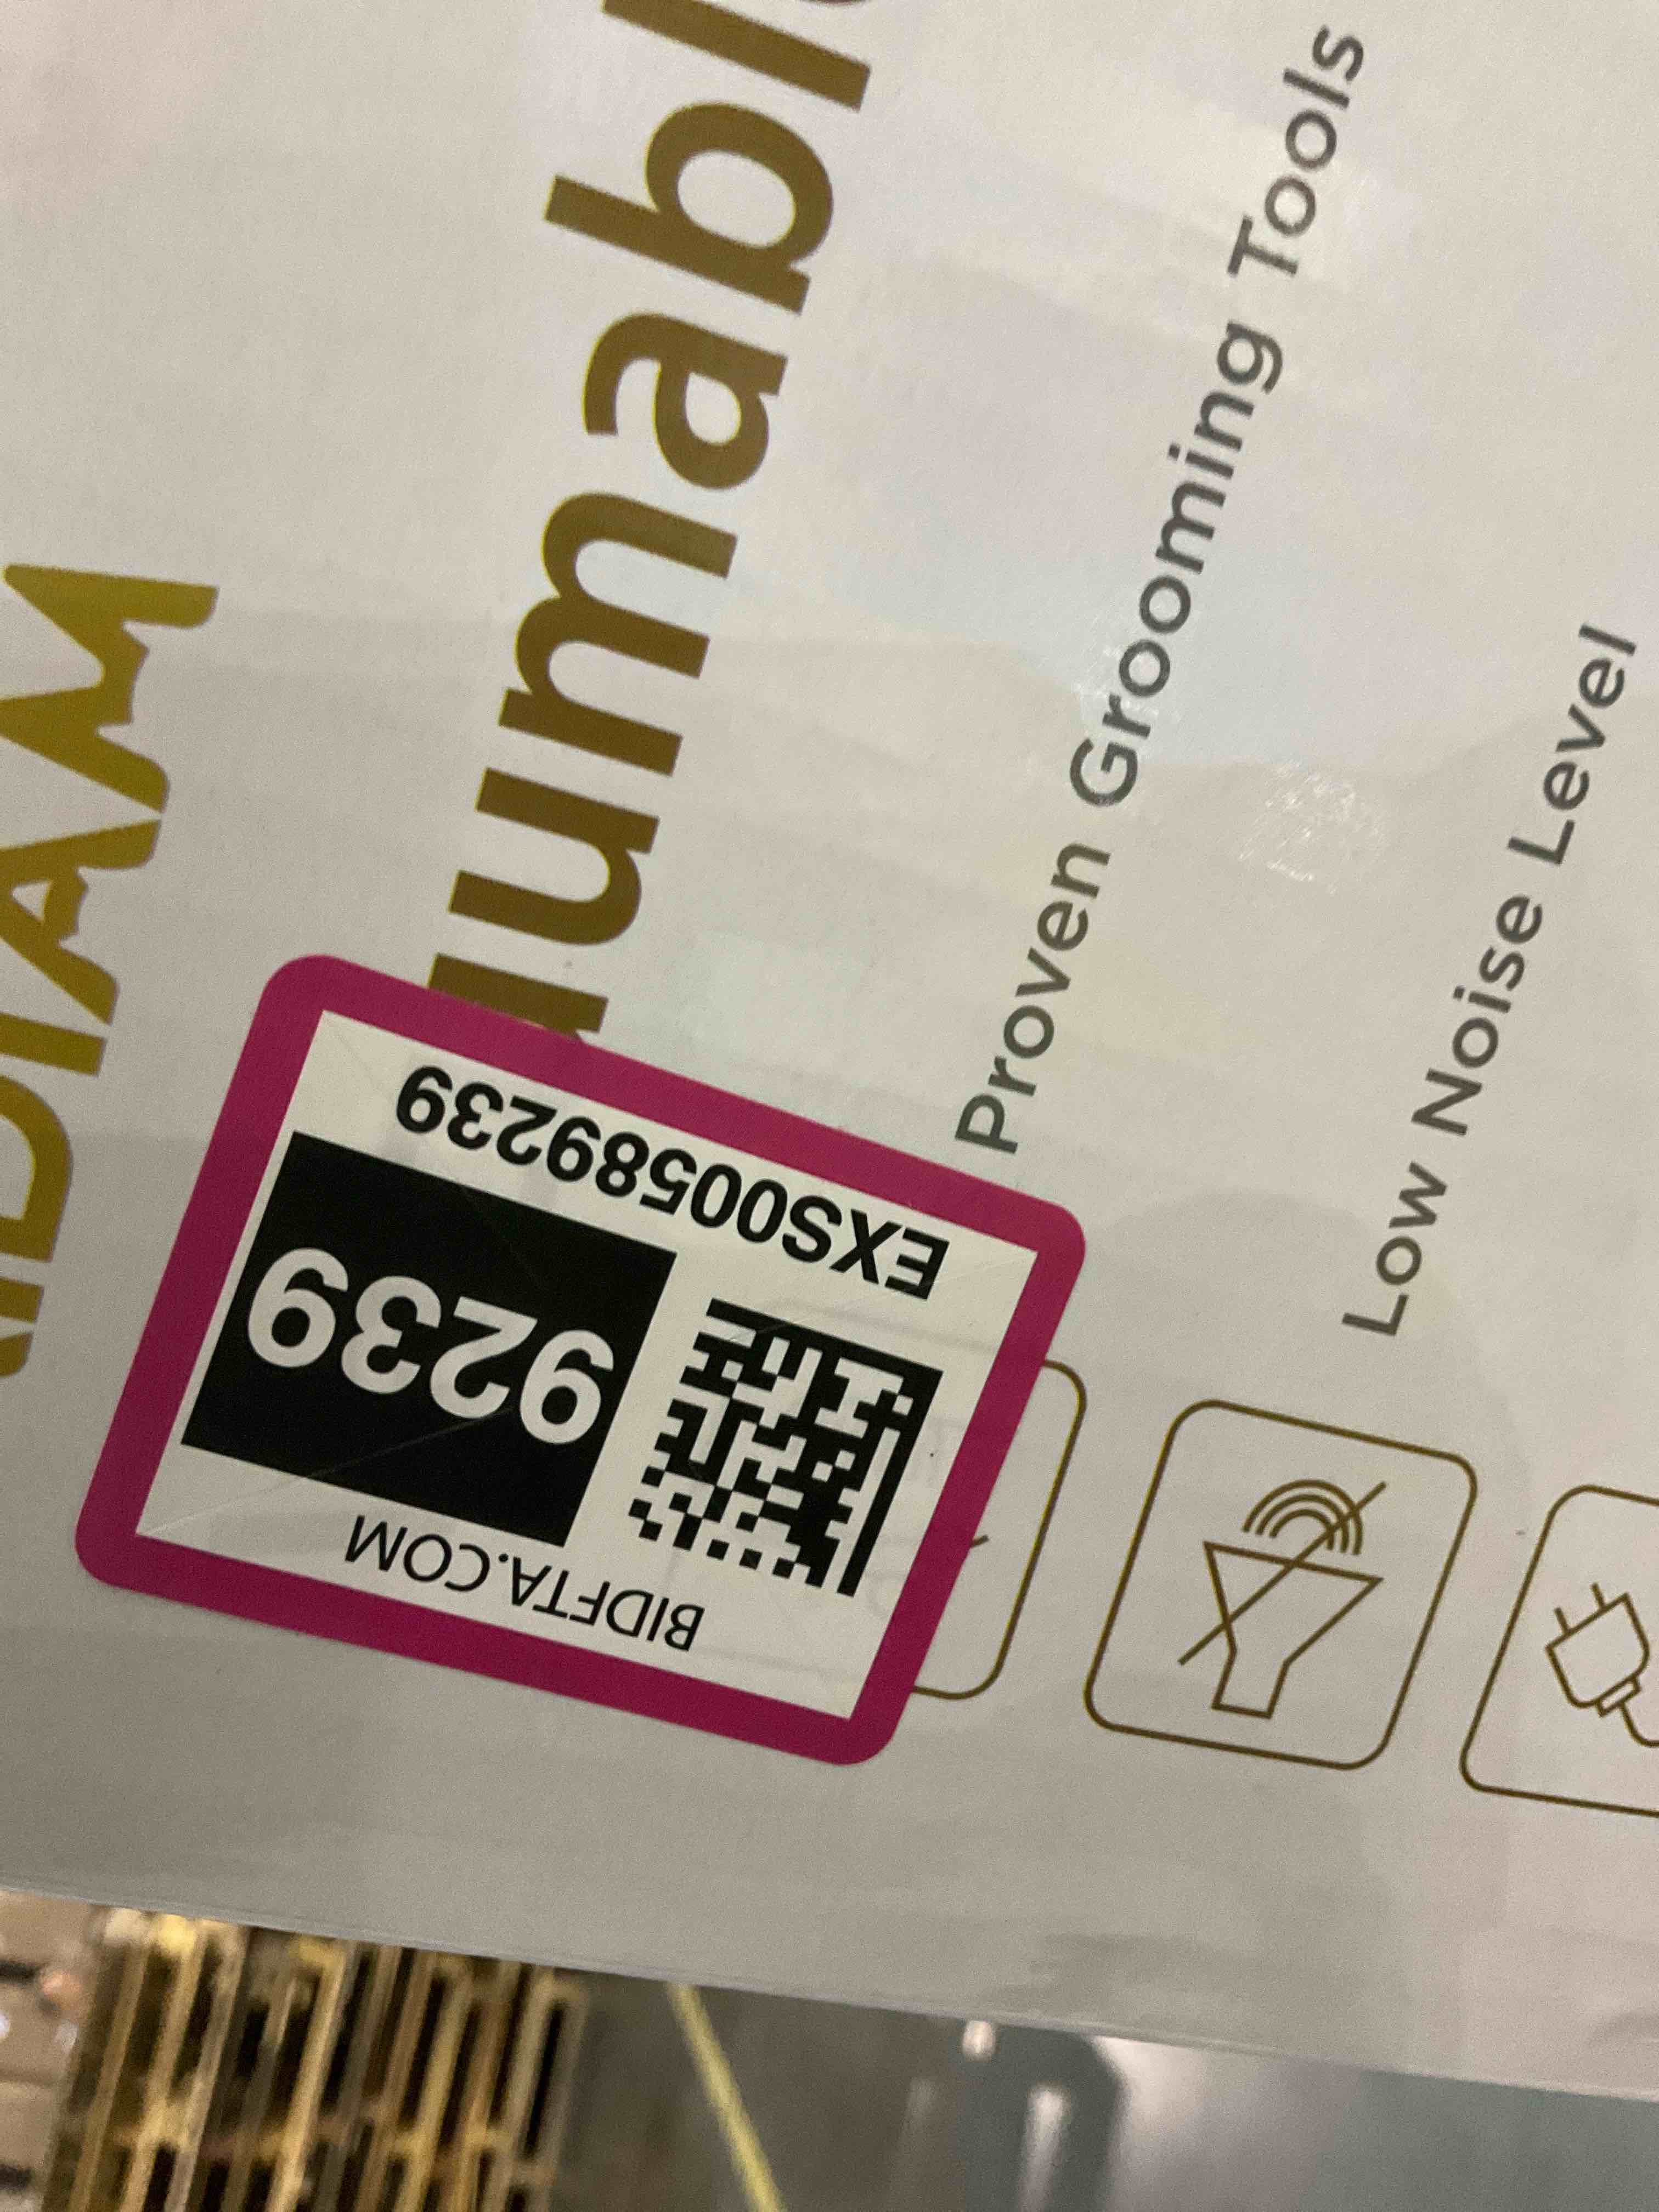 Proven Grooming Tools
Low Noise Level
EXS00589239
9239
BIDFTA.COM